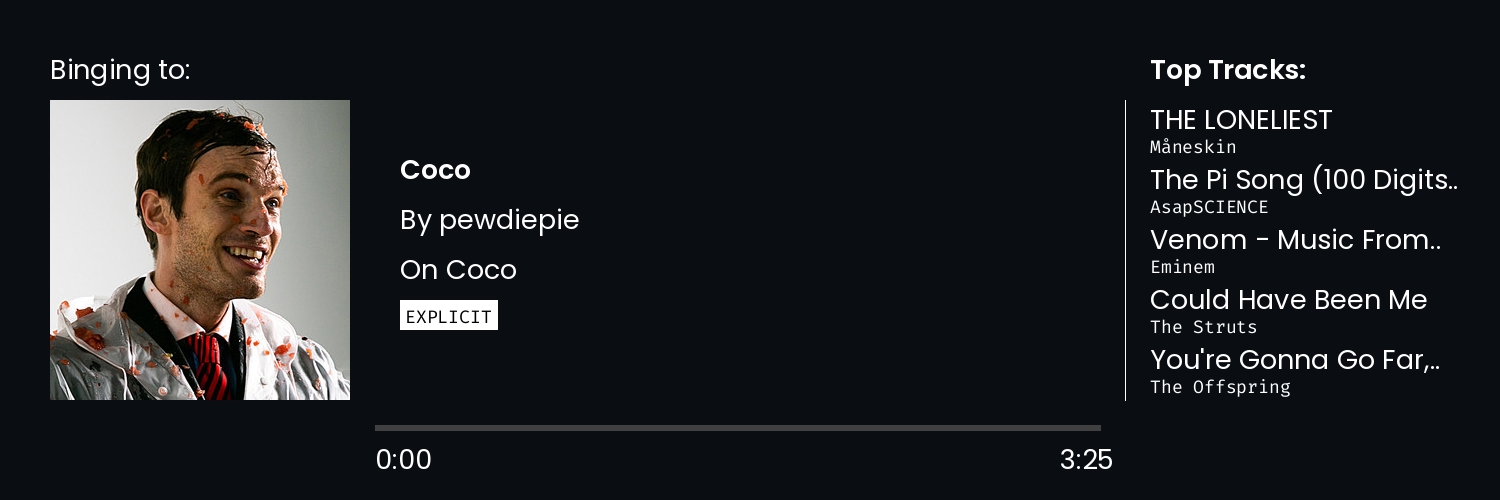 Binging to:
Coco
By pewdiepie
On Coco
EXPLICIT
0:00
3:25
Top Tracks:
THE LONELIEST
Måneskin
The Pi Song (100 Digits..
AsapSCIENCE
Venom - Music From..
Eminem
Could Have Been Me
The Struts
You're Gonna Go Far,..
The Offspring